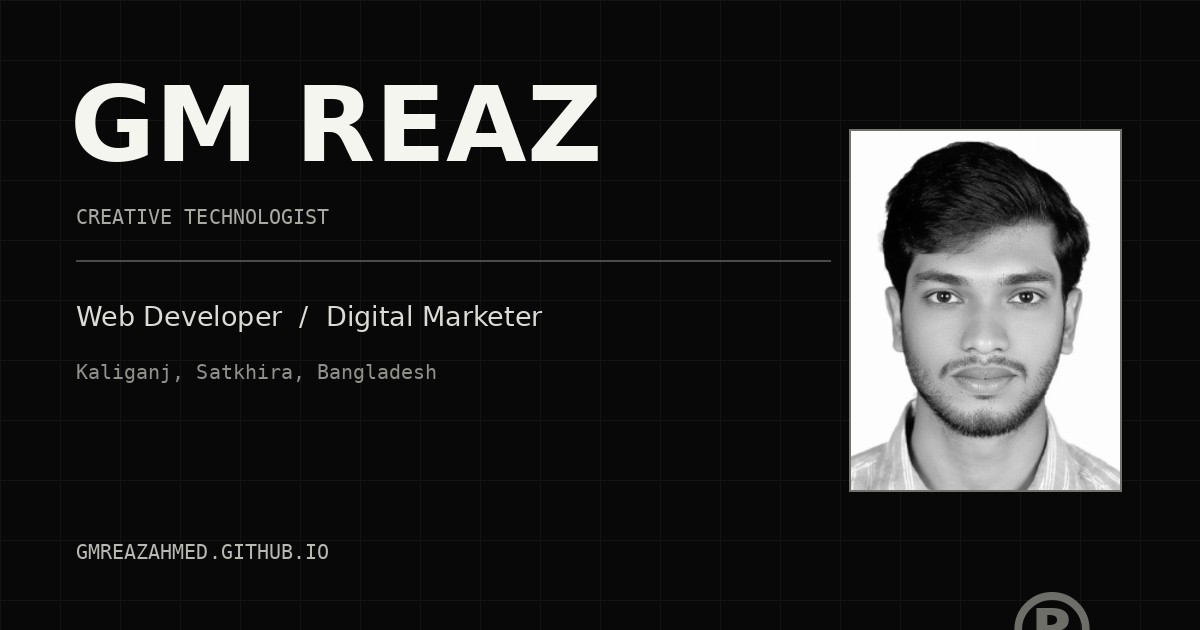 GM REAZ
CREATIVE TECHNOLOGIST
Web Developer / Digital Marketer
Kaliganj, Satkhira, Bangladesh
GMREAZAHMED.GITHUB.IO
®